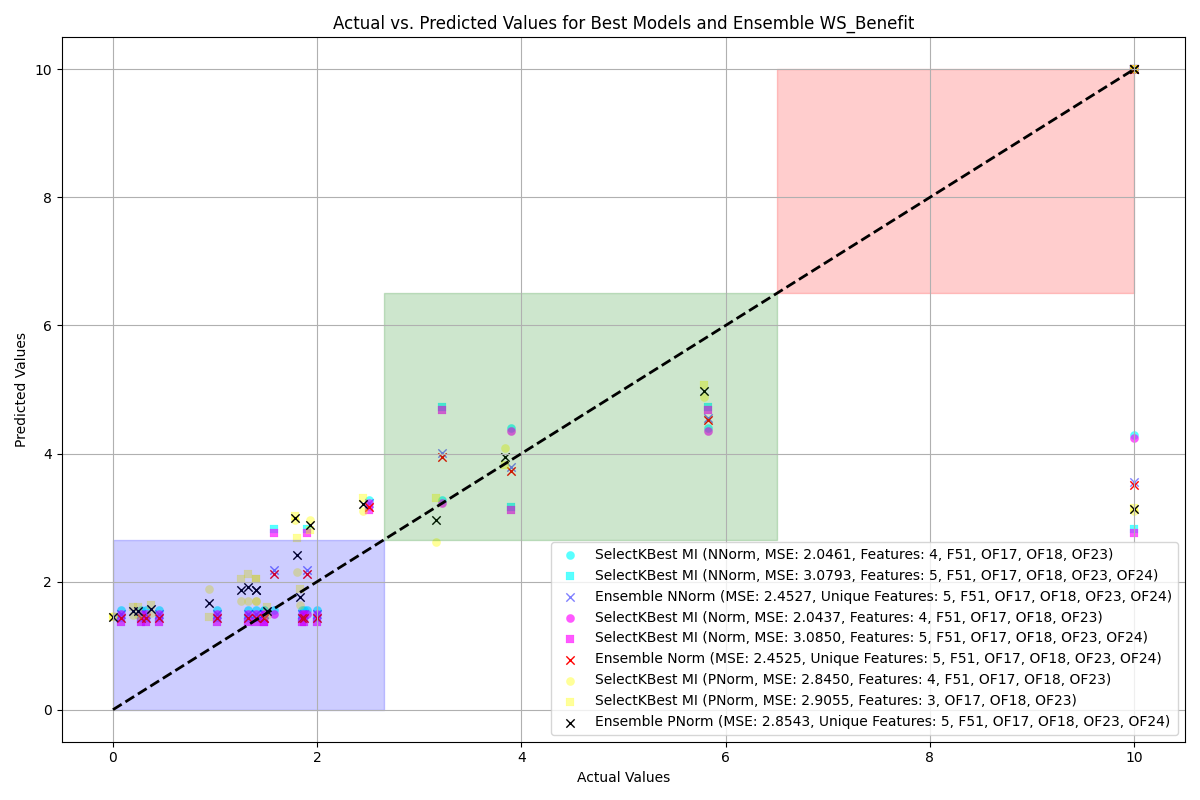 Actual vs. Predicted Values for Best Models and Ensemble WS_Benefit
Predicted Values
10
8
6
4
2
0
SelectKBest MI (NNorm, MSE: 2.0461, Features: 4, F51, OF17, OF18, OF23)
SelectKBest MI (NNorm, MSE: 3.0793, Features: 5, F51, OF17, OF18, OF23, OF24)
Ensemble NNorm (MSE: 2.4527, Unique Features: 5, F51, OF17, OF18, OF23, OF24)
SelectKBest MI (Norm, MSE: 2.0437, Features: 4, F51, OF17, OF18, OF23)
SelectKBest MI (Norm, MSE: 3.0850, Features: 5, F51, OF17, OF18, OF23, OF24)
Ensemble Norm (MSE: 2.4525, Unique Features: 5, F51, OF17, OF18, OF23, OF24)
SelectKBest MI (PNorm, MSE: 2.8450, Features: 4, F51, OF17, OF18, OF23)
SelectKBest MI (PNorm, MSE: 2.9055, Features: 3, OF17, OF18, OF23)
Ensemble PNorm (MSE: 2.8543, Unique Features: 5, F51, OF17, OF18, OF23, OF24)
0 2 4 6 8 10
Actual Values